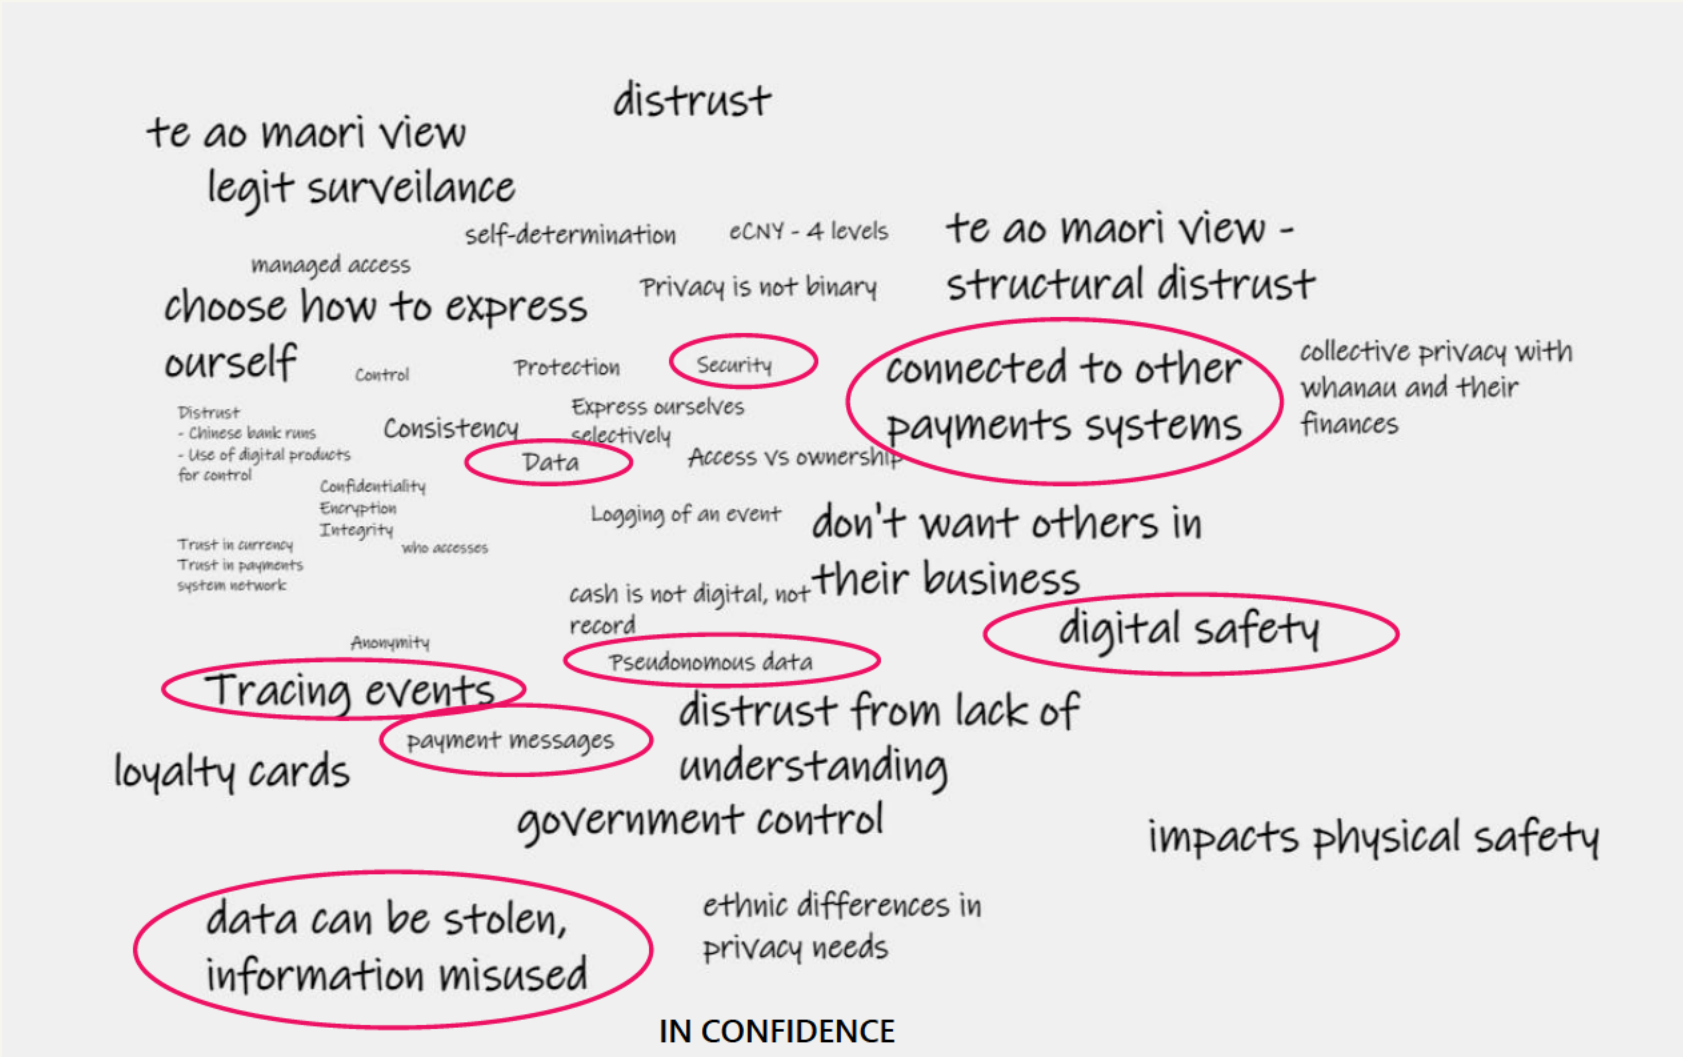 distrust
te ao maori view
legit surveilance
self-determination
eCNY - 4 levels
te ao maori view -
structural distrust
managed access
Privacy is not binary
choose how to express
ourself
Control
Protection
Security
connected to other
payments systems
collective privacy with
whanau and their
finances
Distrust
- Chinese bank runs
- Use of digital products
for control
Consistency
Express ourselves
selectively
Data
Access vs ownership
Confidentiality
Encryption
Integrity
Logging of an event
don't want others in
their business
Trust in currency
Trust in payments
system network
who accesses
cash is not digital, not
record
digital safety
Anonymity
Pseudonomous data
Tracing events
payment messages
distrust from lack of
understanding
loyalty cards
government control
impacts physical safety
data can be stolen,
information misused
ethnic differences in
privacy needs
IN CONFIDENCE